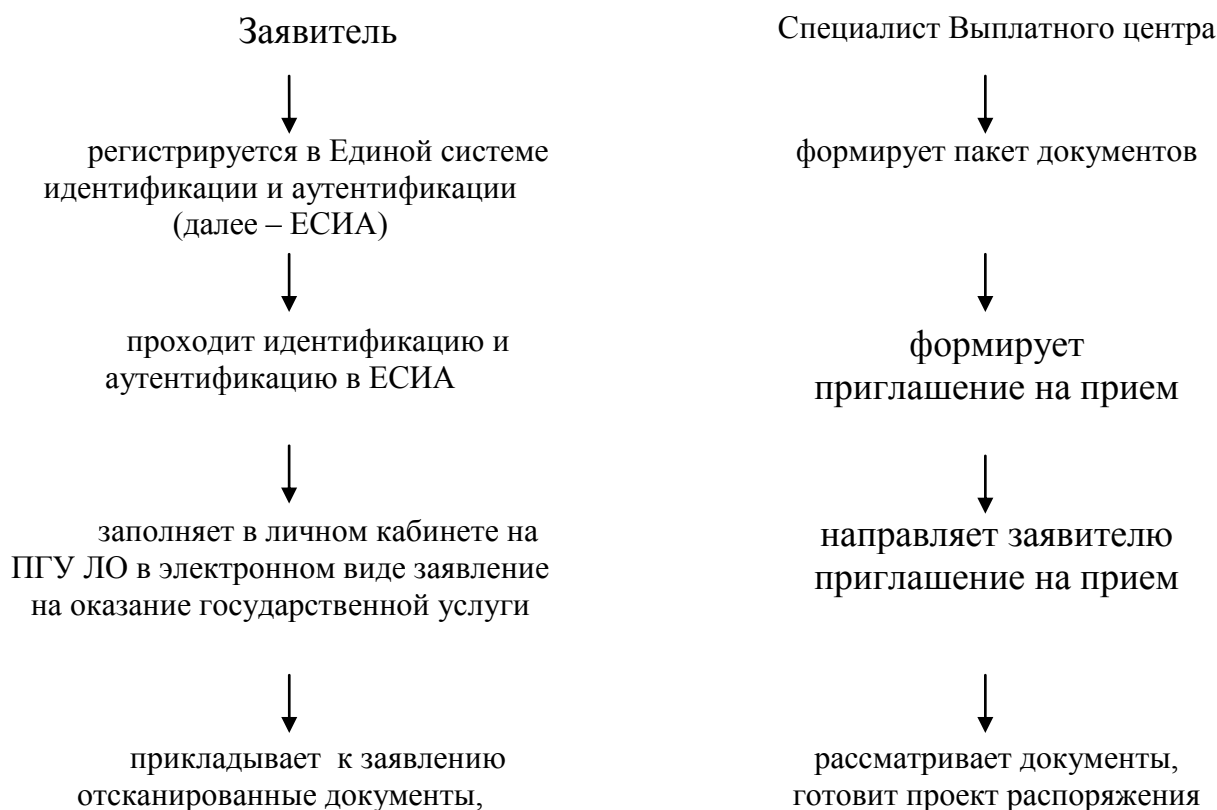 Заявитель
регистрируется в Единой системе
идентификации и аутентификации
(далее – ЕСИА)
проходит идентификацию и
аутентификацию в ЕСИА
заполняет в личном кабинете на
ПГУ ЛО в электронном виде заявление
на оказание государственной услуги
прикладывает к заявлению
отсканированные документы,
Специалист Выплатного центра
формирует пакет документов
формирует
приглашение на прием
направляет заявителю
приглашение на прием
рассматривает документы,
готовит проект распоряжения